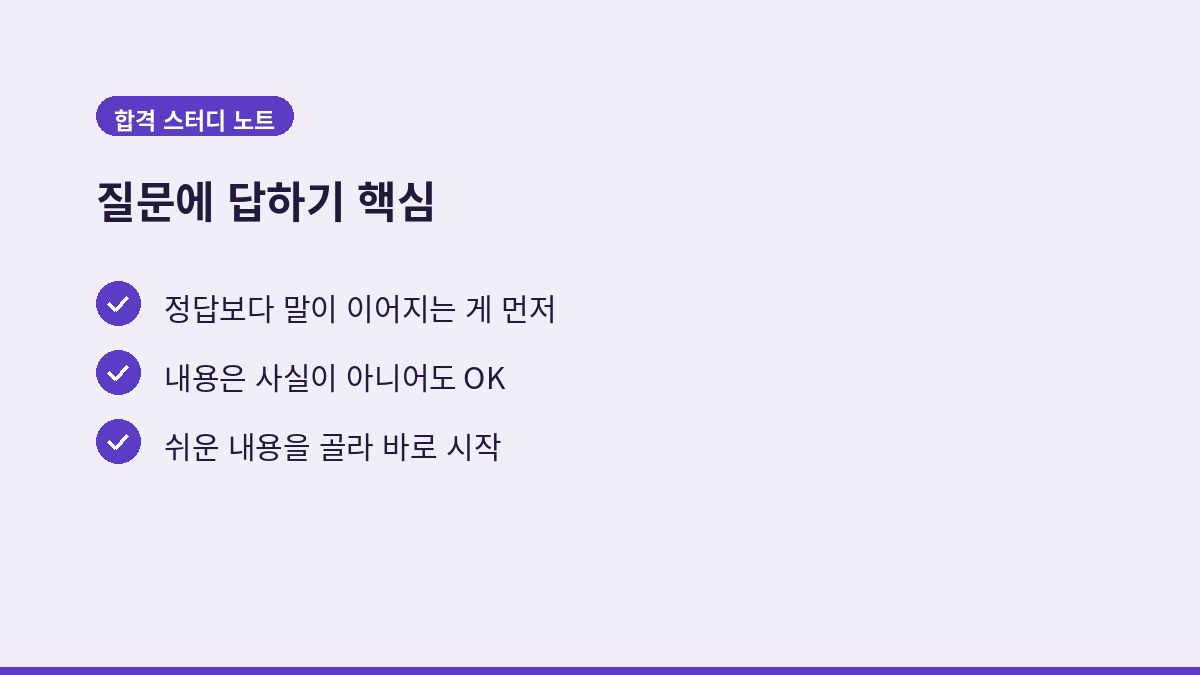 합격 스터디 노트
질문에 답하기 핵심
정답보다 말이 이어지는 게 먼저
내용은 사실이 아니어도 OK
쉬운 내용을 골라 바로 시작